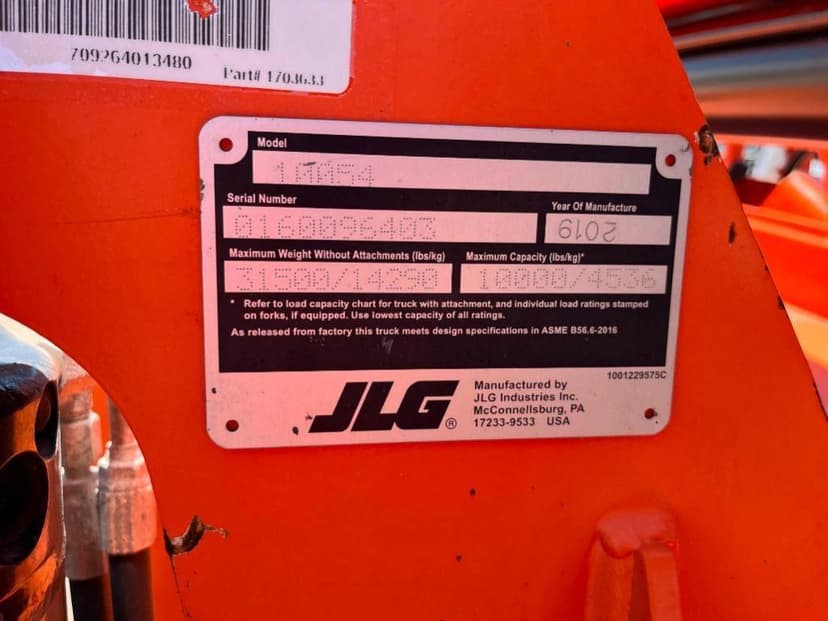 709264013480
Part# 1703633
Model
10054
Serial Number
0160096403
Year Of Manufacture
2019
Maximum Weight Without Attachments (lbs/kg)
31500/14290
Maximum Capacity (lbs/kg)*
10000/4536
* Refer to load capacity chart for truck with attachment, and individual load ratings stamped
on forks, if equipped. Use lowest capacity of all ratings.
As released from factory this truck meets design specifications in ASME B56.6-2016
1001229575C
JLG®
Manufactured by
JLG Industries Inc.
McConnellsburg, PA
17233-9533 USA